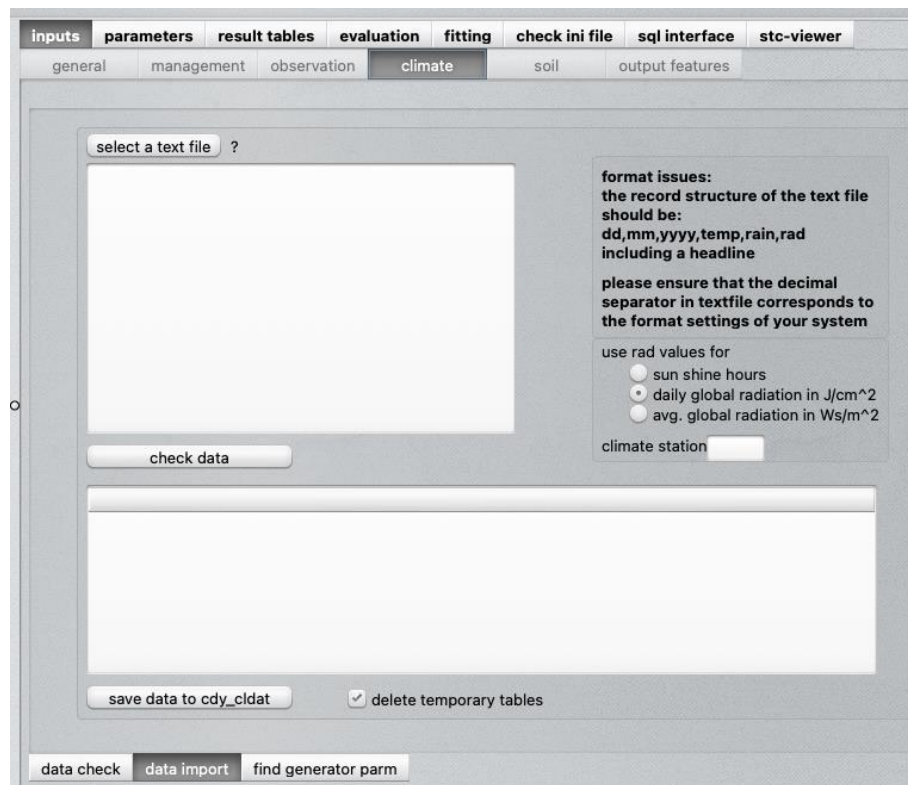 inputs parameters result tables evaluation fitting check ini file sql interface stc-viewer
general management observation climate soil output features
select a text file ?
format issues:
the record structure of the text file
should be:
dd,mm,yyyy,temp,rain,rad
including a headline
please ensure that the decimal
separator in textfile corresponds to
the format settings of your system
use rad values for
sun shine hours
daily global radiation in J/cm^2
avg. global radiation in Ws/m^2
climate station
check data
save data to cdy_cldat delete temporary tables
data check data import find generator parm